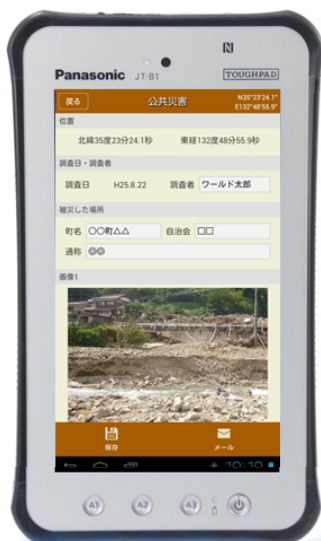 Panasonic JT-B1 TOUGHPAD
戻る 公共災害 N35°23'24.1"
E132°48'55.9"
位置
北緯35度23分24.1秒 東経132度48分55.9秒
調査日・調査者
調査日 H25.8.22 調査者 ワールド太郎
被災した場所
町名 〇〇町△△ 自治会 □□
通称 ◎◎
画像1
保存 メール
10:10
A1 A2 A3